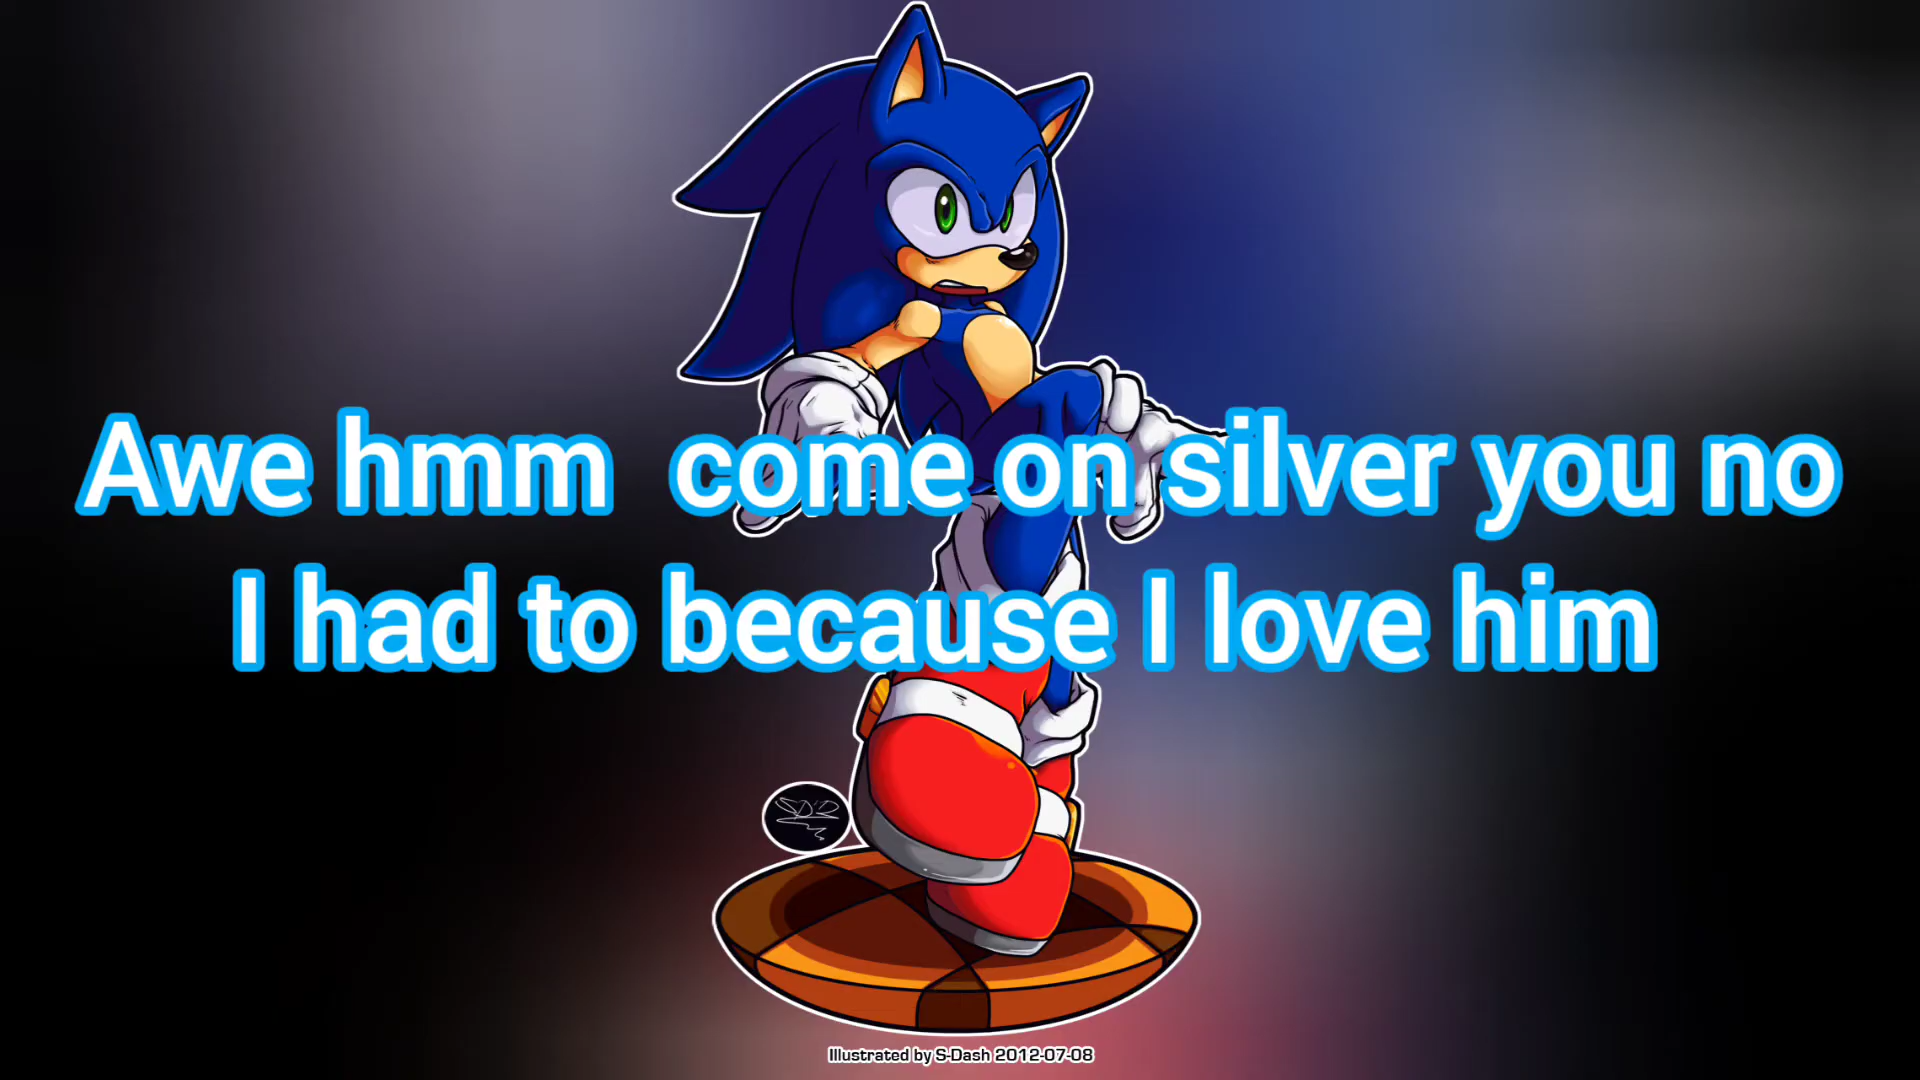 Awe hmm  come on silver you no
I had to because I love him
Illustrated by S-Dash 2012-07-08